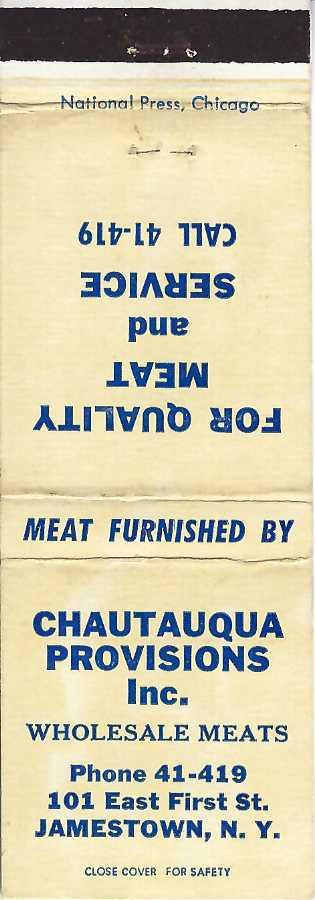 National Press, Chicago
FOR QUALITY
MEAT
and
SERVICE
CALL 41-419
MEAT FURNISHED BY
CHAUTAUQUA
PROVISIONS
Inc.
WHOLESALE MEATS
Phone 41-419
101 East First St.
JAMESTOWN, N. Y.
CLOSE COVER FOR SAFETY